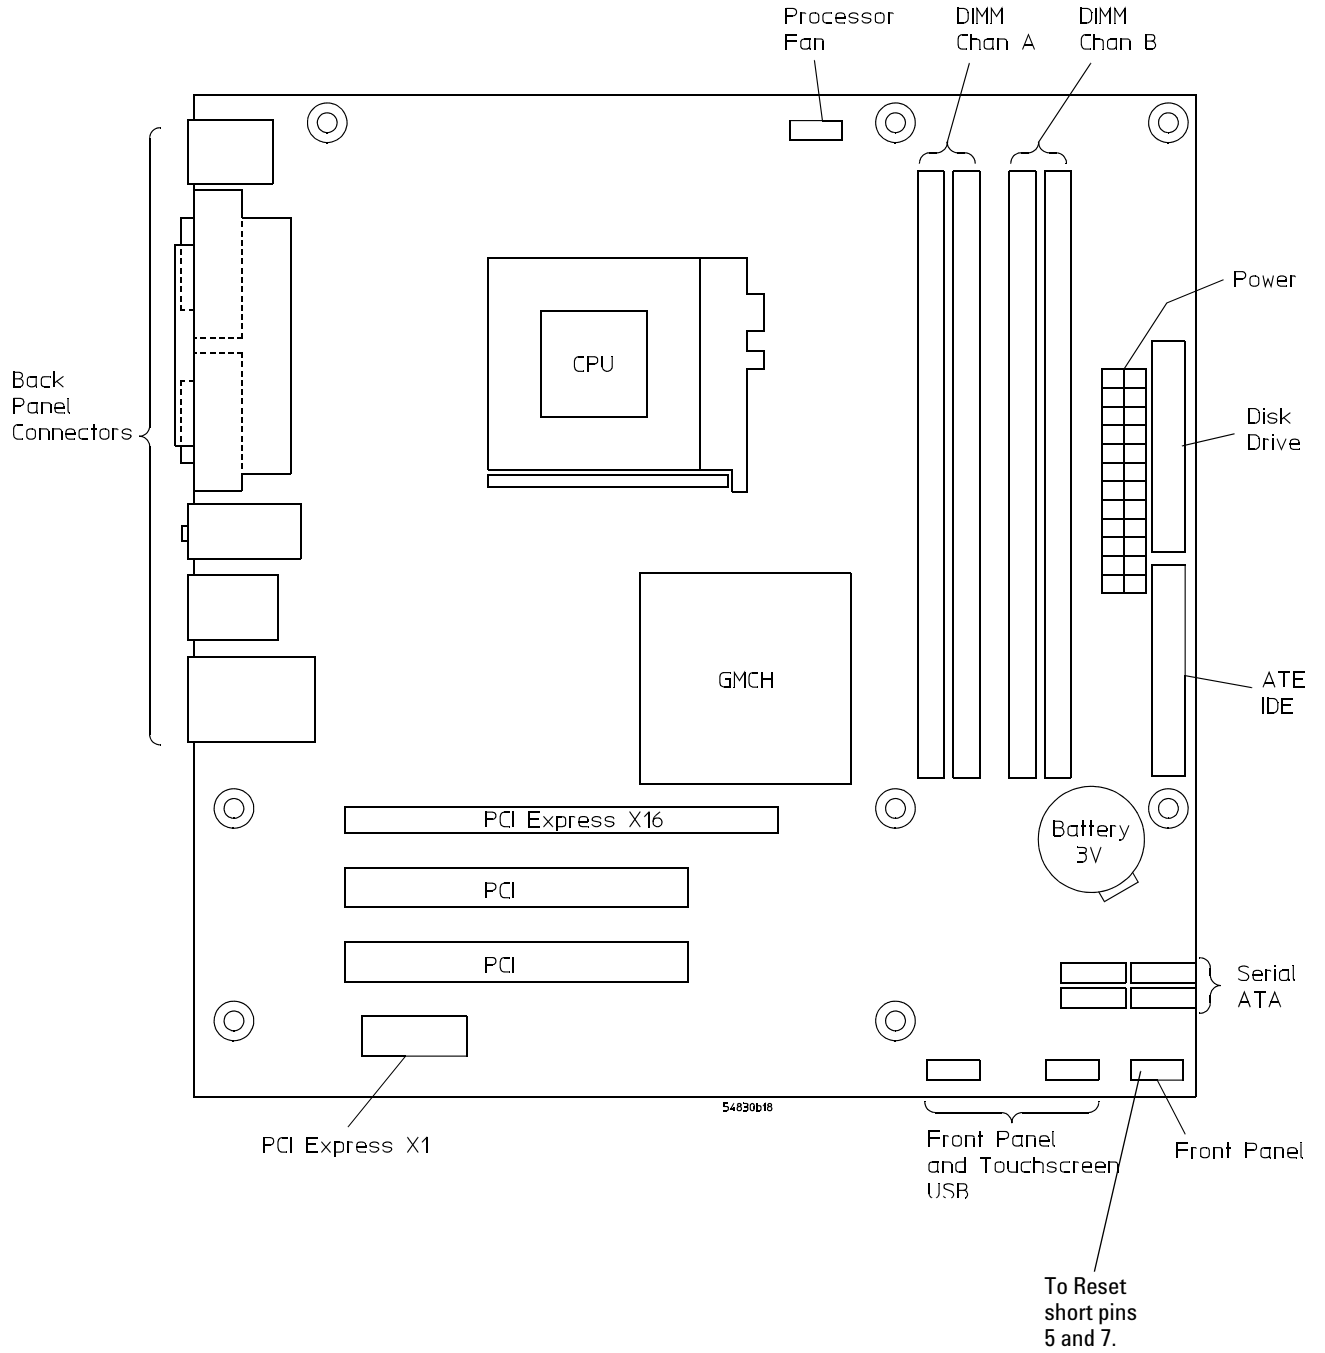 Processor
Fan
DIMM
Chan A
DIMM
Chan B
Power
CPU
Back
Panel
Connectors
Disk
Drive
GMCH
ATE
IDE
PCI Express X16
Battery
3V
PCI
PCI
Serial
ATA
54830b18
PCI Express X1
Front Panel
and Touchscreen
USB
Front Panel
To Reset
short pins
5 and 7.